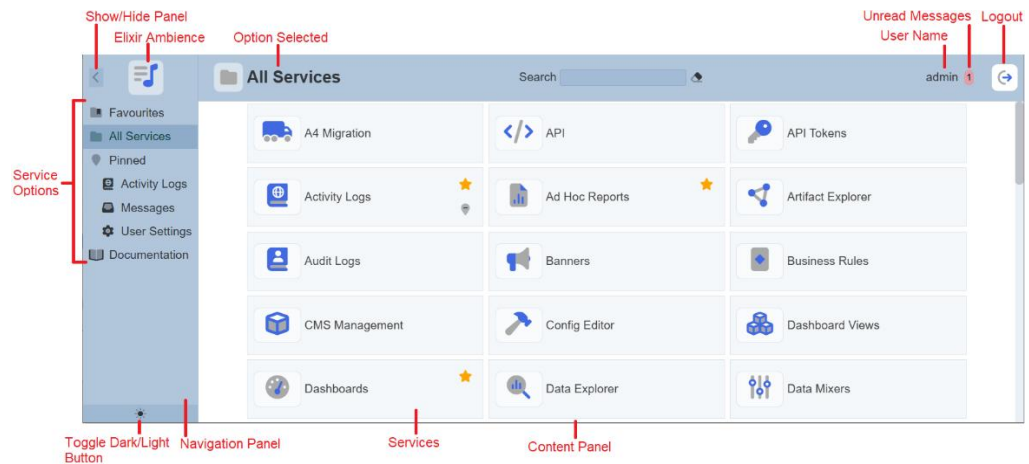 Show/Hide Panel
Elixir Ambience
Option Selected
Unread Messages
Logout
User Name
All Services
Search
admin
1
Favourites
All Services
Pinned
Activity Logs
Messages
User Settings
Documentation
Service
Options
A4 Migration
API
API Tokens
Activity Logs
Ad Hoc Reports
Artifact Explorer
Audit Logs
Banners
Business Rules
CMS Management
Config Editor
Dashboard Views
Dashboards
Data Explorer
Data Mixers
Toggle Dark/Light
Button
Navigation Panel
Services
Content Panel